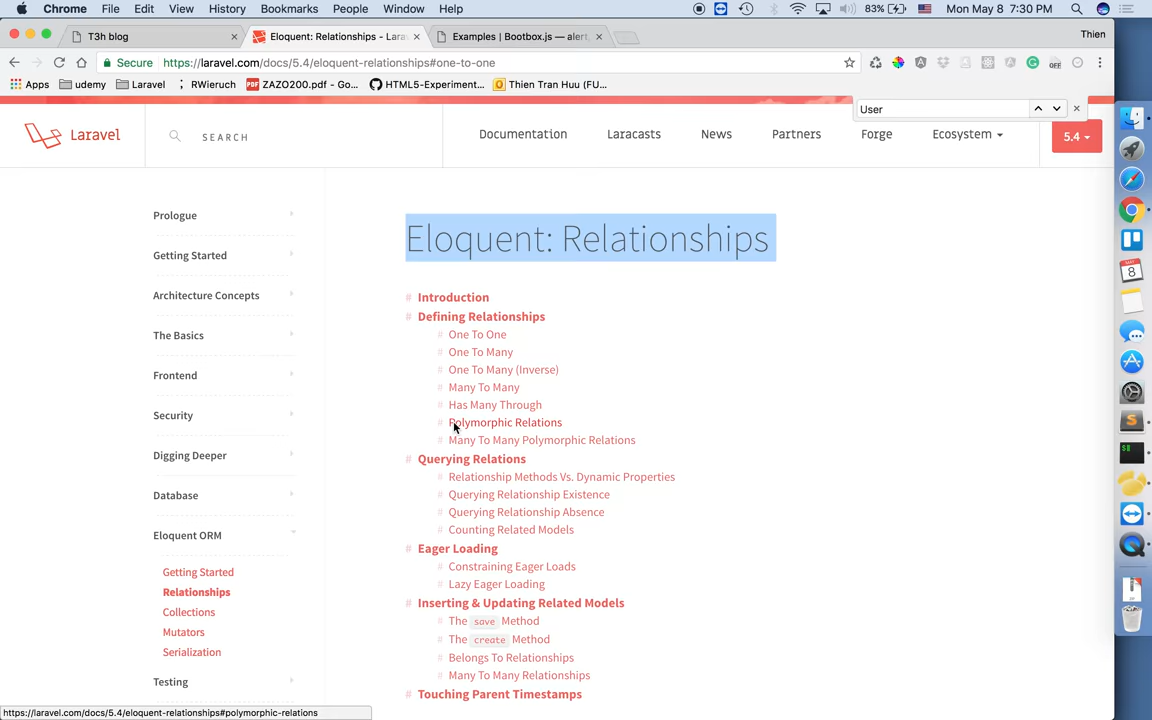 Chrome File Edit View History Bookmarks People Window Help 83% Mon May 8 7:30 PM
T3h blog
Eloquent: Relationships - Lara
Examples | Bootbox.js — alert,
Thien
Secure https://laravel.com/docs/5.4/eloquent-relationships#one-to-one
Apps udemy Laravel RWieruch ZAZO200.pdf - Go... HTML5-Experiment... Thien Tran Huu (FU...
User
Laravel
SEARCH
Documentation Laracasts News Partners Forge Ecosystem 5.4
Prologue
Getting Started
Architecture Concepts
The Basics
Frontend
Security
Digging Deeper
Database
Eloquent ORM
Getting Started
Relationships
Collections
Mutators
Serialization
Testing
Eloquent: Relationships
# Introduction
# Defining Relationships
# One To One
# One To Many
# One To Many (Inverse)
# Many To Many
# Has Many Through
# Polymorphic Relations
# Many To Many Polymorphic Relations
# Querying Relations
# Relationship Methods Vs. Dynamic Properties
# Querying Relationship Existence
# Querying Relationship Absence
# Counting Related Models
# Eager Loading
# Constraining Eager Loads
# Lazy Eager Loading
# Inserting & Updating Related Models
# The save Method
# The create Method
# Belongs To Relationships
# Many To Many Relationships
# Touching Parent Timestamps
https://laravel.com/docs/5.4/eloquent-relationships#polymorphic-relations